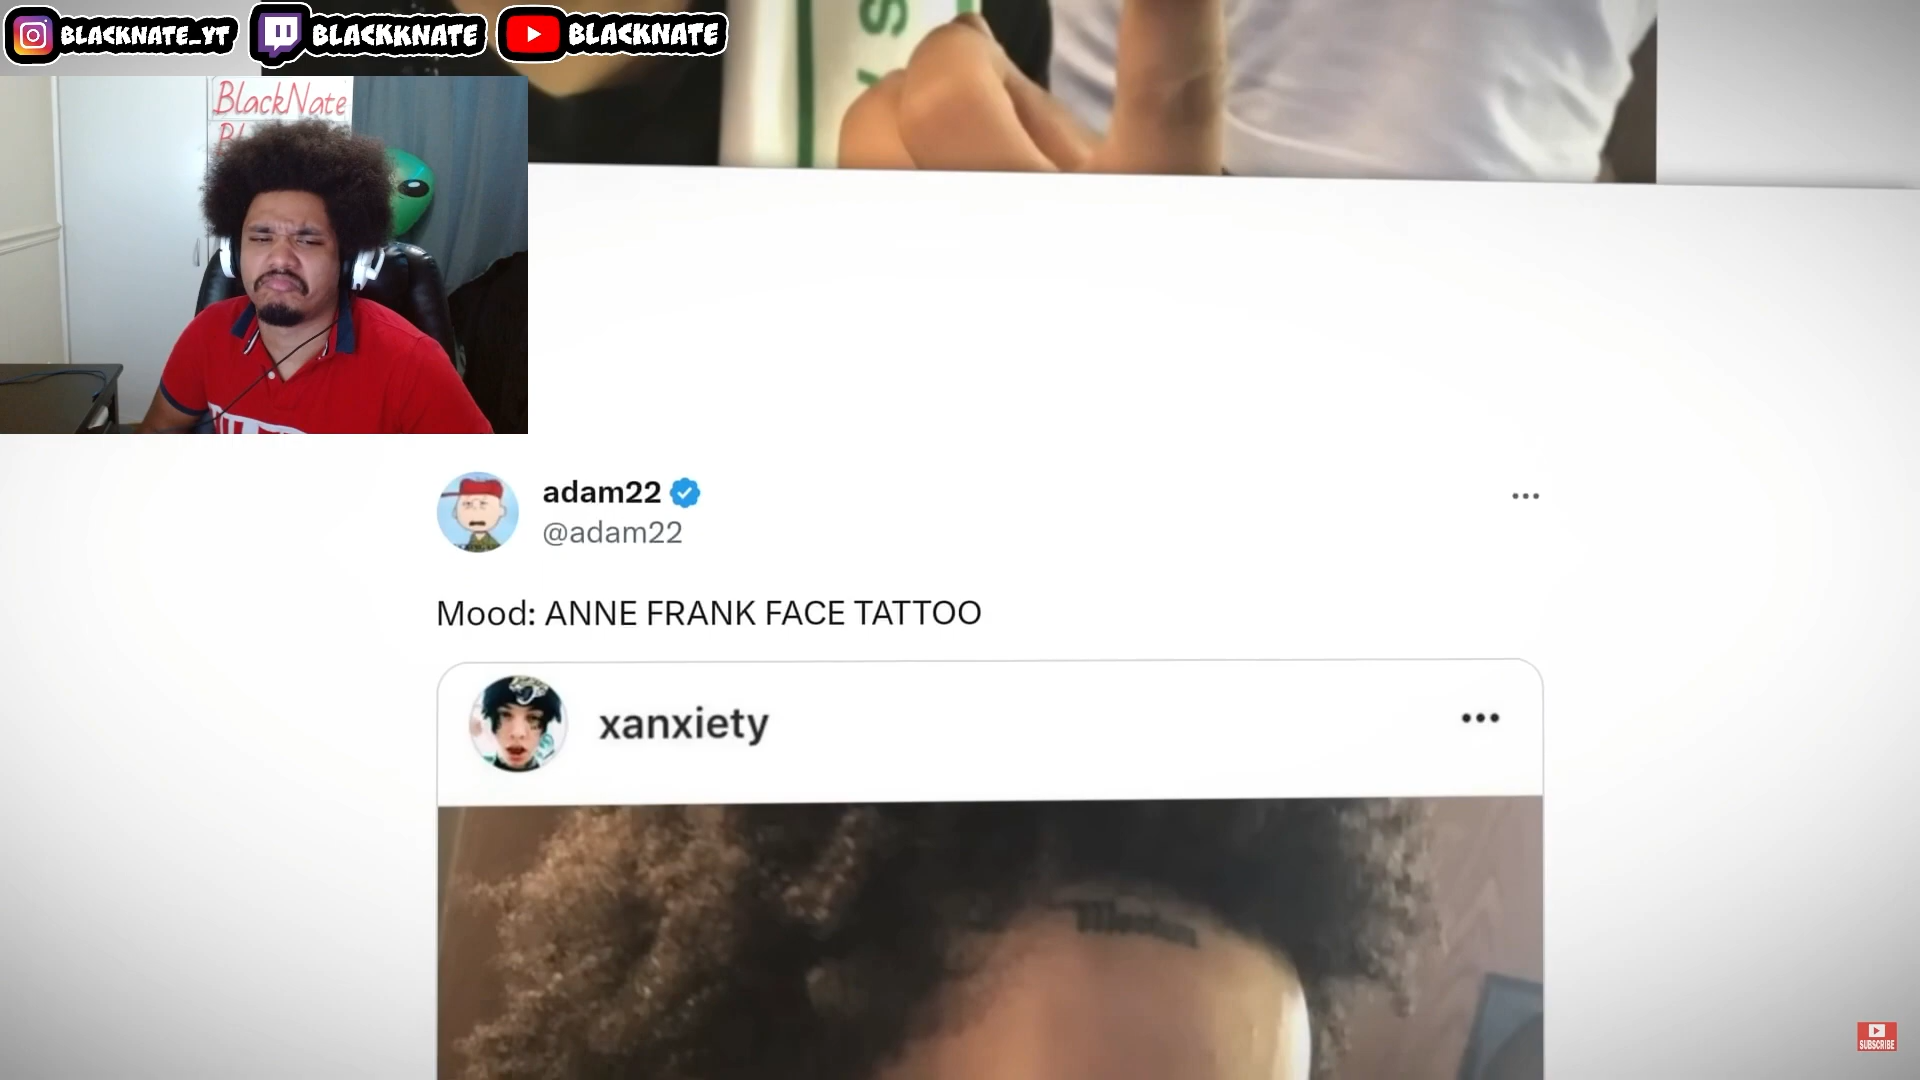 BLACKNATE_YT
BLACKKNATE
BLACKNATE
BlackNate
adam22
@adam22
Mood: ANNE FRANK FACE TATTOO
xanxiety
SUBSCRIBE